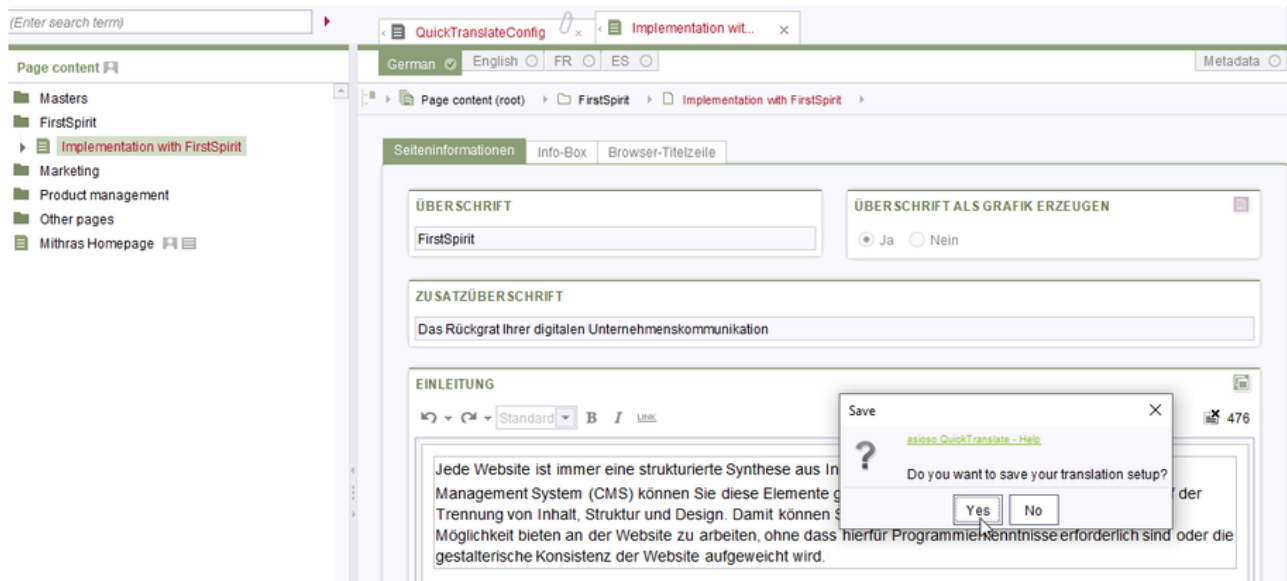 (Enter search term)
QuickTranslateConfig
Implementation wit...
Page content
German English FR ES
Metadata
Masters
FirstSpirit
Implementation with FirstSpirit
Marketing
Product management
Other pages
Mithras Homepage
Page content (root) FirstSpirit Implementation with FirstSpirit
Seiteninformationen Info-Box Browser-Titelzeile
ÜBERSCHRIFT
FirstSpirit
ÜBERSCHRIFT ALS GRAFIK ERZEUGEN
Ja Nein
ZUSATZÜBERSCHRIFT
Das Rückgrat Ihrer digitalen Unternehmenskommunikation
EINLEITUNG
Standard B I LINK
476
Jede Website ist immer eine strukturierte Synthese aus
Management System (CMS) können Sie diese Elemente der
Trennung von Inhalt, Struktur und Design. Damit können
Möglichkeit bieten an der Website zu arbeiten, ohne dass hierfür Programmierkenntnisse erforderlich sind oder die
gestalterische Konsistenz der Website aufgeweicht wird.
Save
asioso QuickTranslate - Help
Do you want to save your translation setup?
Yes No